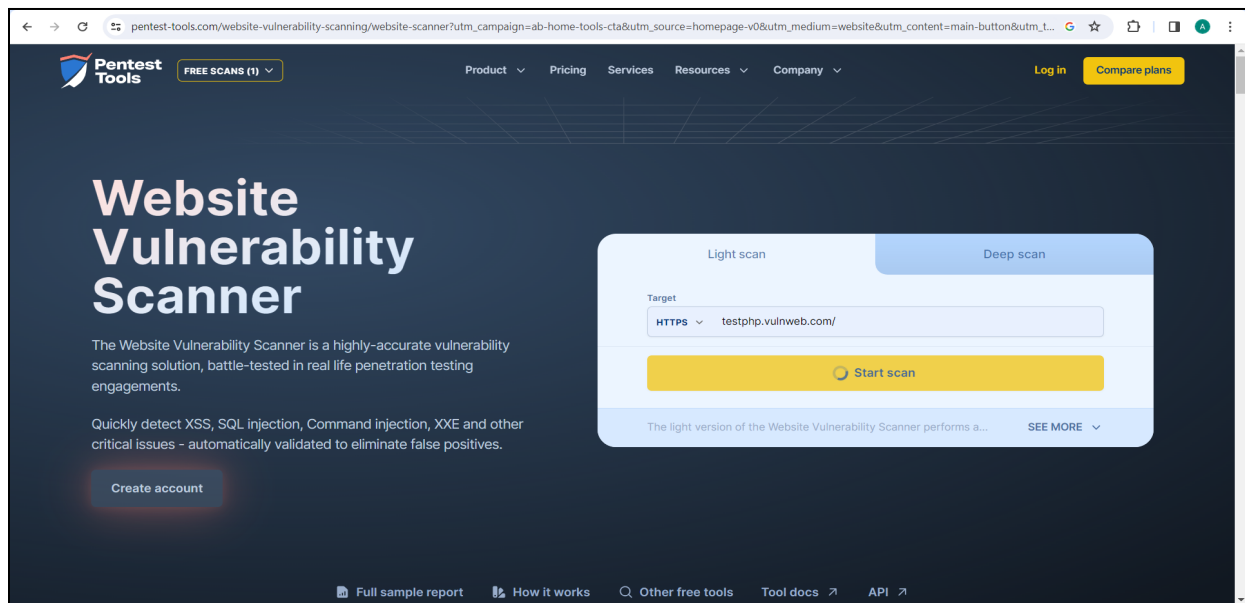 pentest-tools.com/website-vulnerability-scanning/website-scanner?utm_campaign=ab-home-tools-cta&utm_source=homepage-v0&utm_medium=website&utm_content=main-button&utm_t...
G
A
Pentest
Tools
FREE SCANS (1)
Product
Pricing
Services
Resources
Company
Log in
Compare plans
Website
Vulnerability
Scanner
The Website Vulnerability Scanner is a highly-accurate vulnerability
scanning solution, battle-tested in real life penetration testing
engagements.
Quickly detect XSS, SQL injection, Command injection, XXE and other
critical issues - automatically validated to eliminate false positives.
Create account
Light scan
Deep scan
Target
HTTPS
testphp.vulnweb.com/
Start scan
The light version of the Website Vulnerability Scanner performs a...
SEE MORE
Full sample report
How it works
Other free tools
Tool docs
API